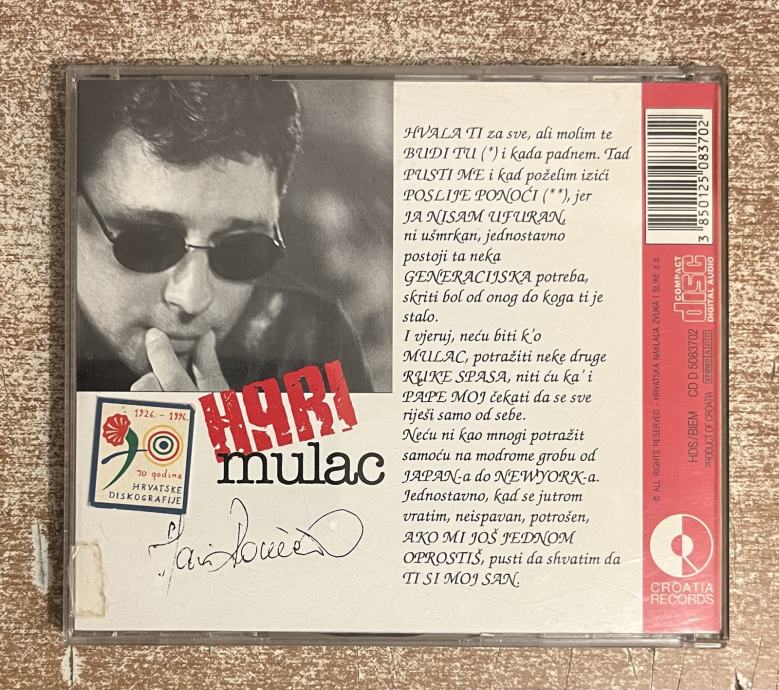 HVALA TI za sve, ali molim te
BUDI TU (*) i kada padnem. Tad
PUSTI ME i kad poželim izići
POSLIJE PONOĆI (**), jer
JA NISAM UFURAN,
ni ušmrkan, jednostavno
postoji ta neka
GENERACIJSKA potreba,
skriti bol od onog do koga ti je
stalo.
I vjeruj, neću biti k'o
MULAC, potražiti neke druge
RUKE SPASA, niti ću ka' i
PAPE MOJ čekati da se sve
riješi samo od sebe.
Neću ni kao mnogi potražit
samoću na modrome grobu od
JAPAN-a do NEWYORK-a.
Jednostavno, kad se jutrom
vratim, neispavan, potrošen,
AKO MI JOŠ JEDNOM
OPROSTIŠ, pusti da shvatim da
TI SI MOJ SAN.
HARI
mulac
1926. - 1996.
70 godina
HRVATSKE
DISKOGRAFIJE
3 850125 083702
COMPACT
disc
DIGITAL AUDIO
© ALL RIGHTS RESERVED - HRVATSKA NAKLADA ZVUKA I SLIKE d.d.
HDS/BIEM CD D 5083702
PRODUCT OF CROATIA STEREO
CROATIA
RECORDS